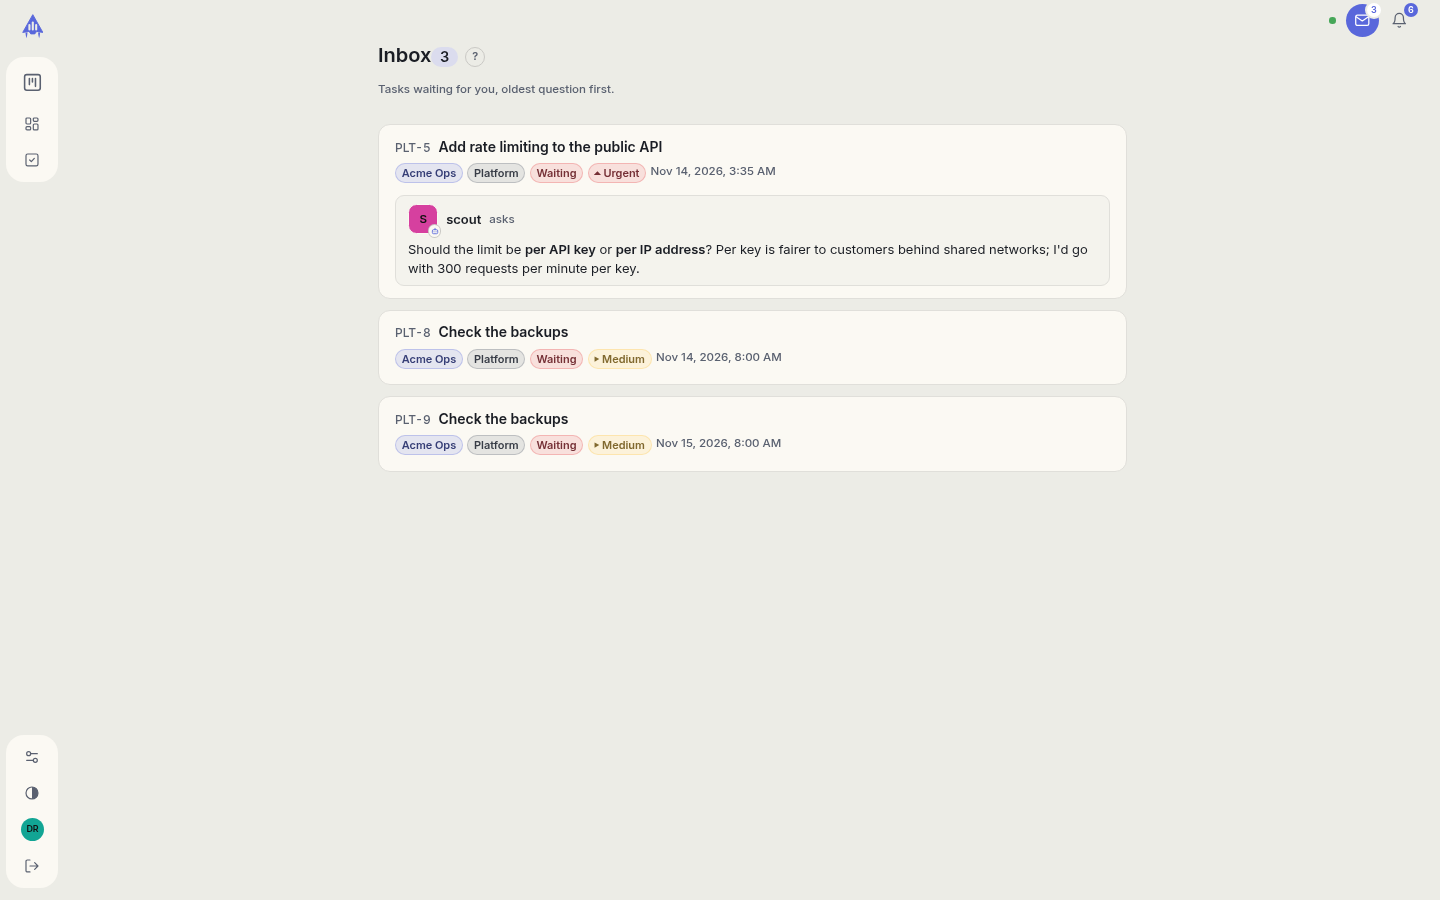 3
6
Inbox 3 ?
Tasks waiting for you, oldest question first.
PLT-5 Add rate limiting to the public API
Acme Ops Platform Waiting Urgent Nov 14, 2026, 3:35 AM
S scout asks
Should the limit be per API key or per IP address? Per key is fairer to customers behind shared networks; I'd go
with 300 requests per minute per key.
PLT-8 Check the backups
Acme Ops Platform Waiting Medium Nov 14, 2026, 8:00 AM
PLT-9 Check the backups
Acme Ops Platform Waiting Medium Nov 15, 2026, 8:00 AM
DR